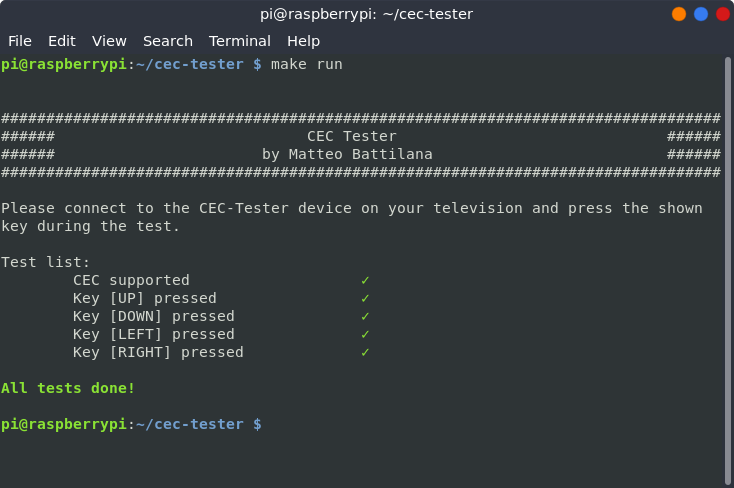 pi@raspberrypi: ~/cec-tester
File Edit View Search Terminal Help
pi@raspberrypi:~/cec-tester $ make run
################################################################################
######                            CEC Tester                              ######
######                       by Matteo Battilana                          ######
################################################################################
Please connect to the CEC-Tester device on your television and press the shown
key during the test.
Test list:
        CEC supported                   ✓
        Key [UP] pressed                ✓
        Key [DOWN] pressed              ✓
        Key [LEFT] pressed              ✓
        Key [RIGHT] pressed             ✓
All tests done!
pi@raspberrypi:~/cec-tester $